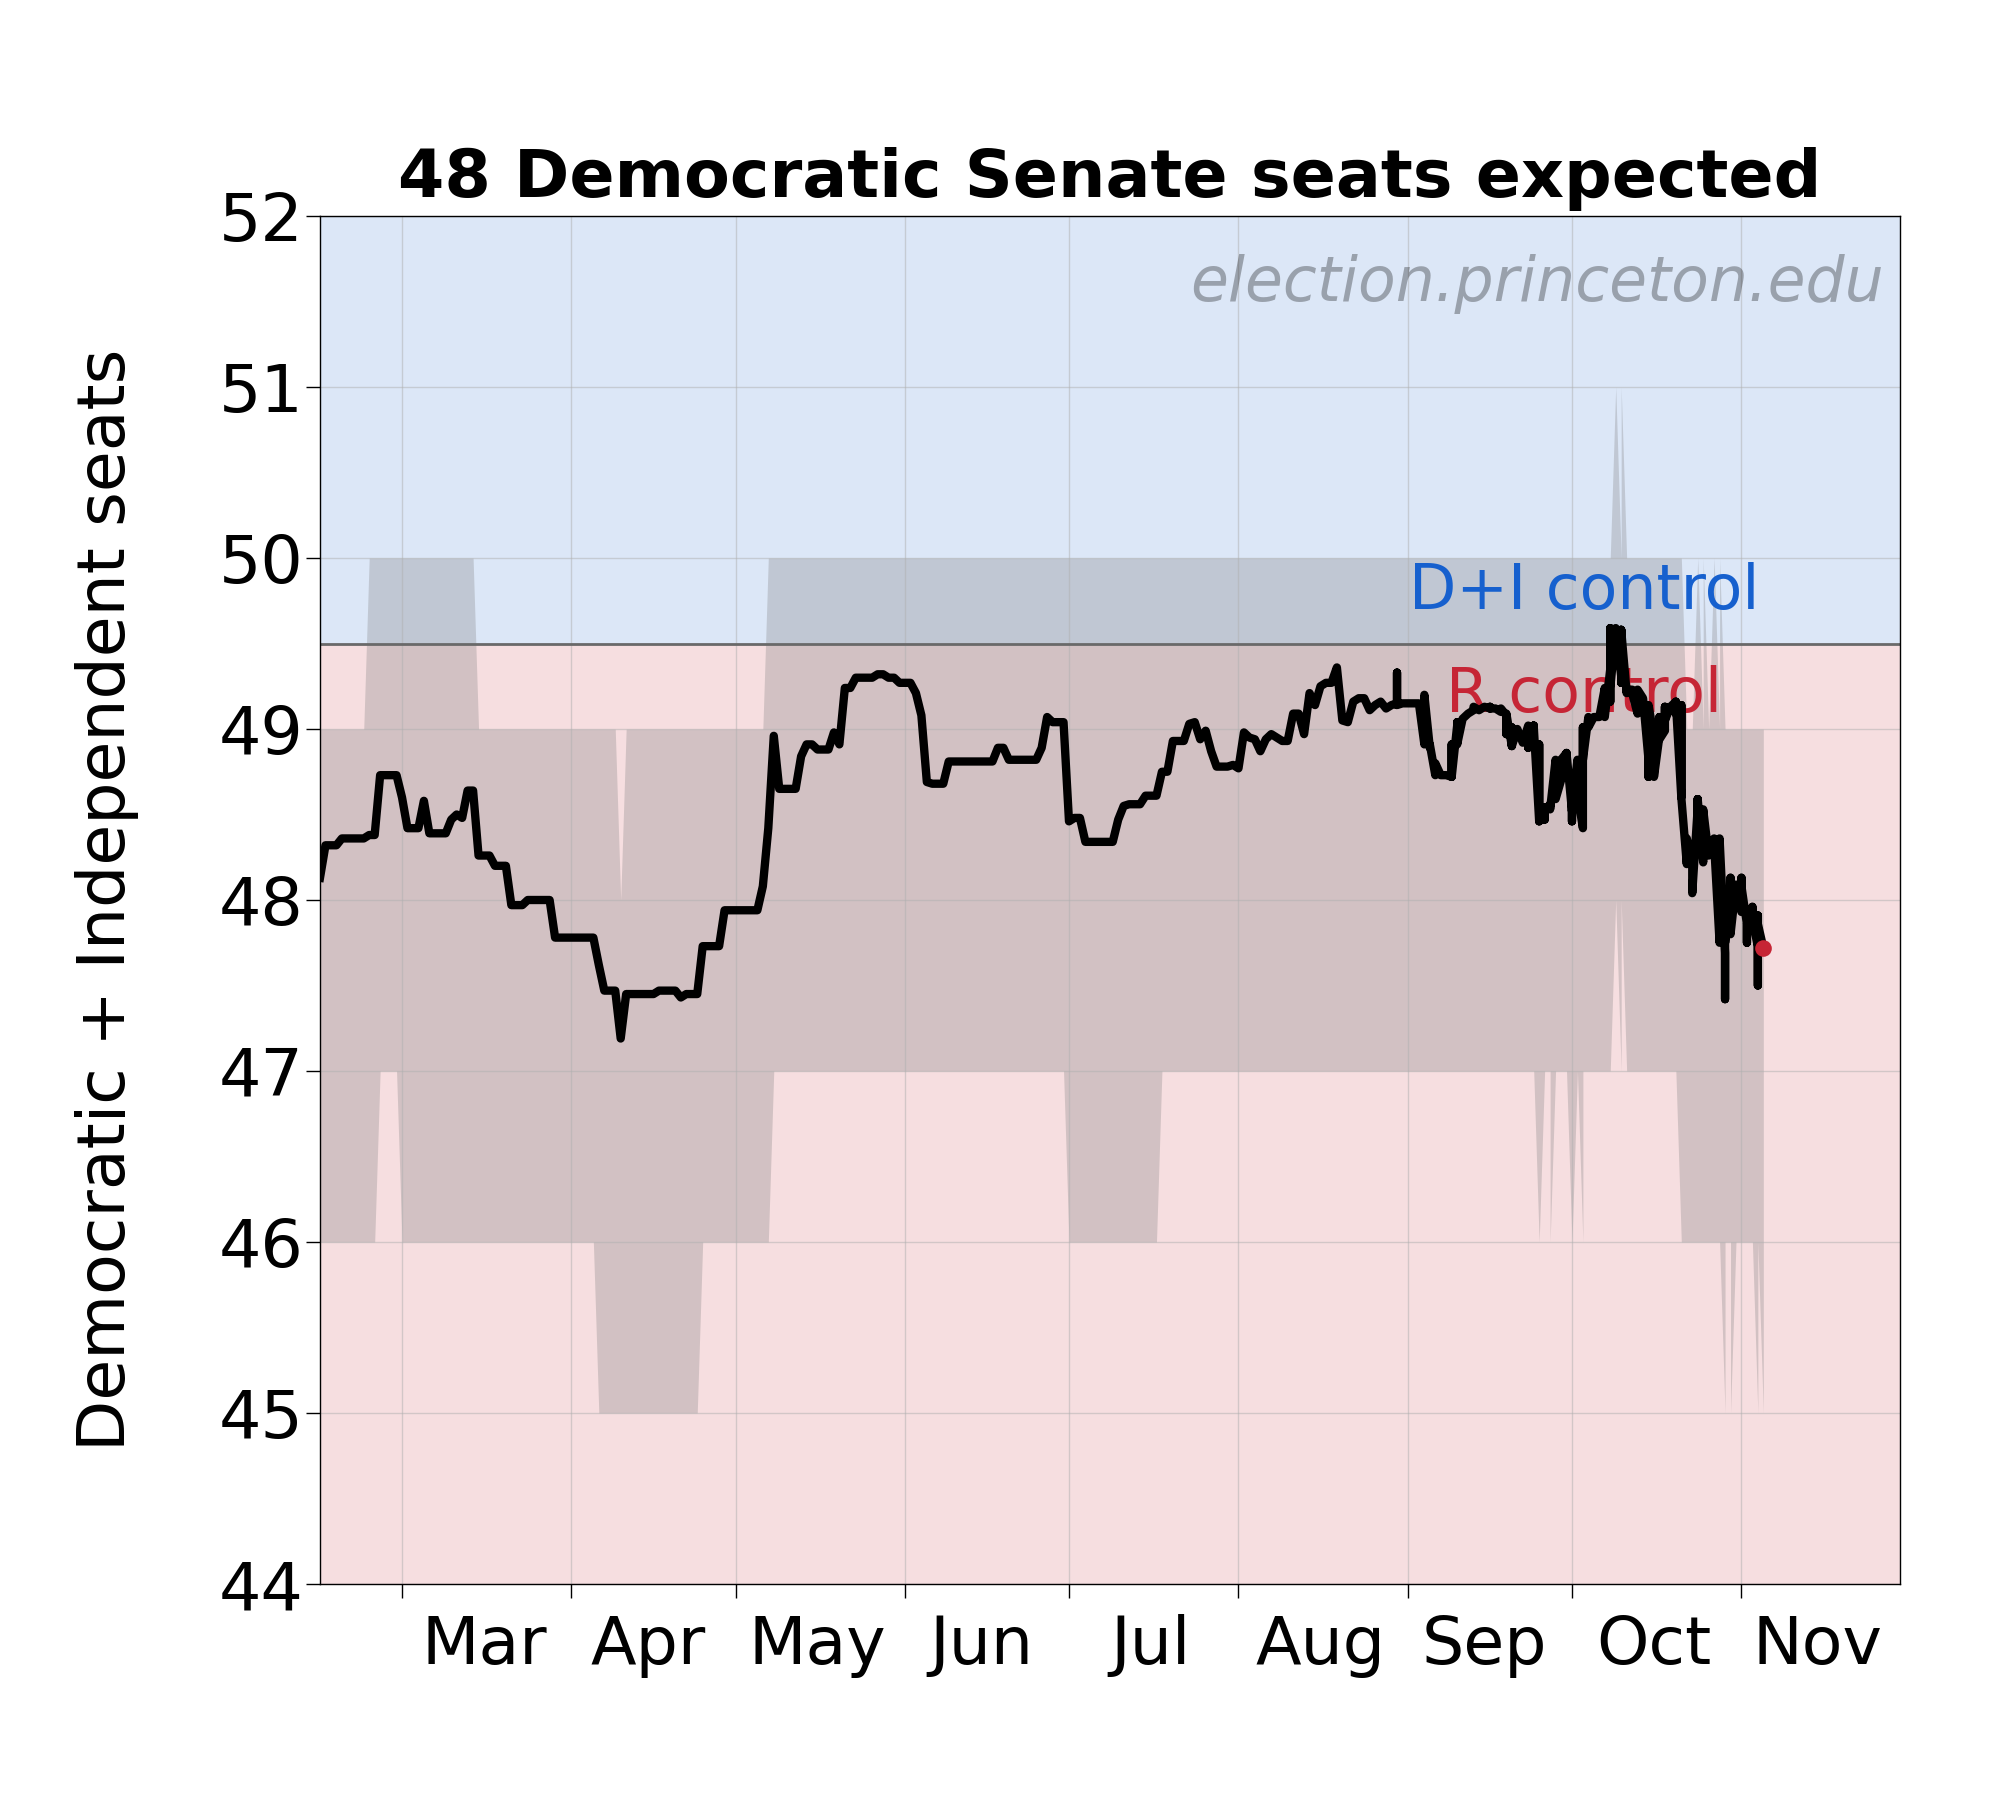 48 Democratic Senate seats expected
election.princeton.edu
Democratic + Independent seats
52
51
50
49
48
47
46
45
44
D+I control
R control
Mar Apr May Jun Jul Aug Sep Oct Nov